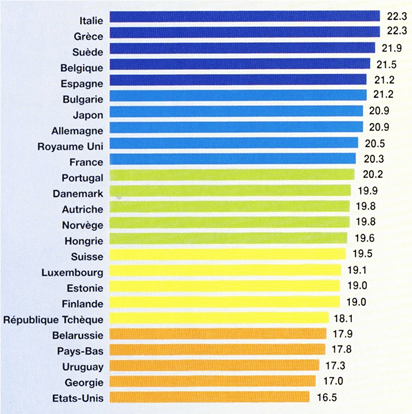 Italie 22.3
Grèce 22.3
Suède 21.9
Belgique 21.5
Espagne 21.2
Bulgarie 21.2
Japon 20.9
Allemagne 20.9
Royaume Uni 20.5
France 20.3
Portugal 20.2
Danemark 19.9
Autriche 19.8
Norvège 19.8
Hongrie 19.6
Suisse 19.5
Luxembourg 19.1
Estonie 19.0
Finlande 19.0
République Tchèque 18.1
Belarussie 17.9
Pays-Bas 17.8
Uruguay 17.3
Georgie 17.0
Etats-Unis 16.5